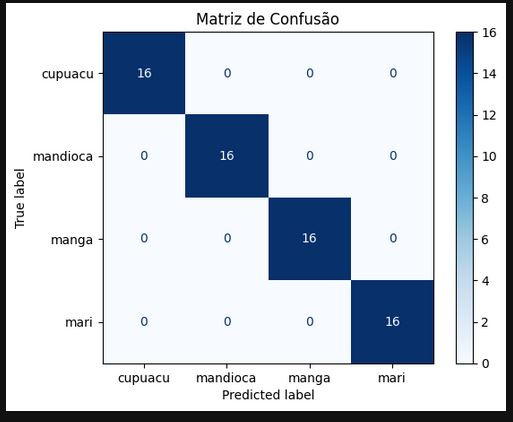 Matriz de Confusão
cupuacu 16 0 0 0
mandioca 0 16 0 0
manga 0 0 16 0
mari 0 0 0 16
cupuacu mandioca manga mari
Predicted label
True label
16
14
12
10
8
6
4
2
0